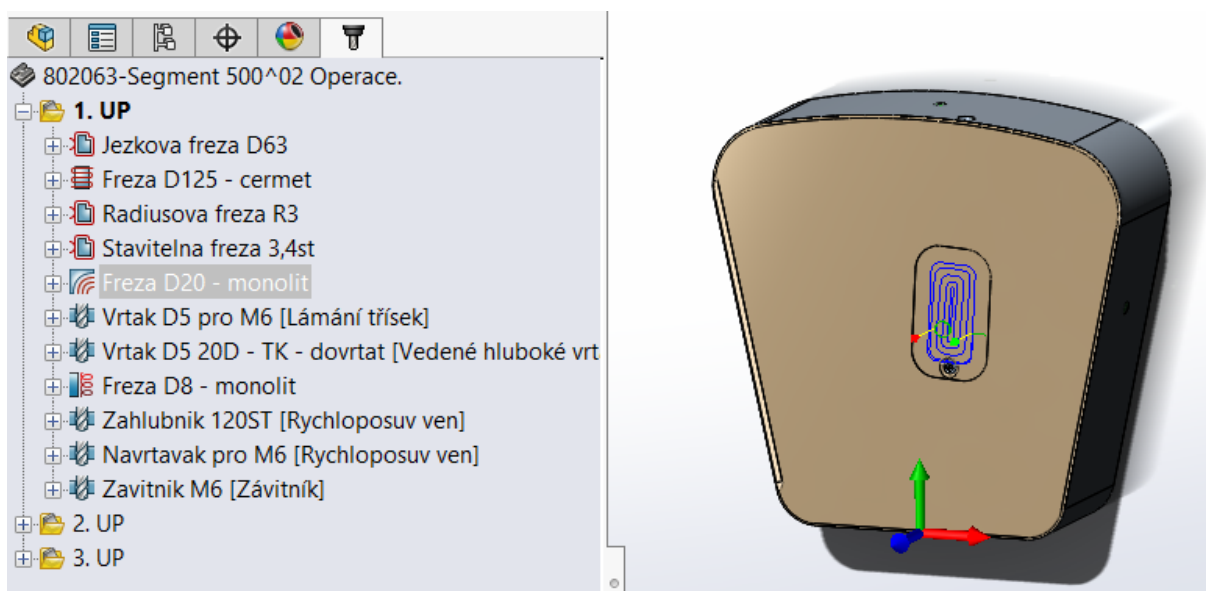 802063-Segment 500^02 Operace.
1. UP
Jezkova freza D63
Freza D125 - cermet
Radiusova freza R3
Stavitelna freza 3,4st
Freza D20 - monolit
Vrtak D5 pro M6 [Lámání třísek]
Vrtak D5 20D - TK - dovrtat [Vedené hluboké vrt
Freza D8 - monolit
Zahlubnik 120ST [Rychloposuv ven]
Navrtavak pro M6 [Rychloposuv ven]
Zavitnik M6 [Závitník]
2. UP
3. UP